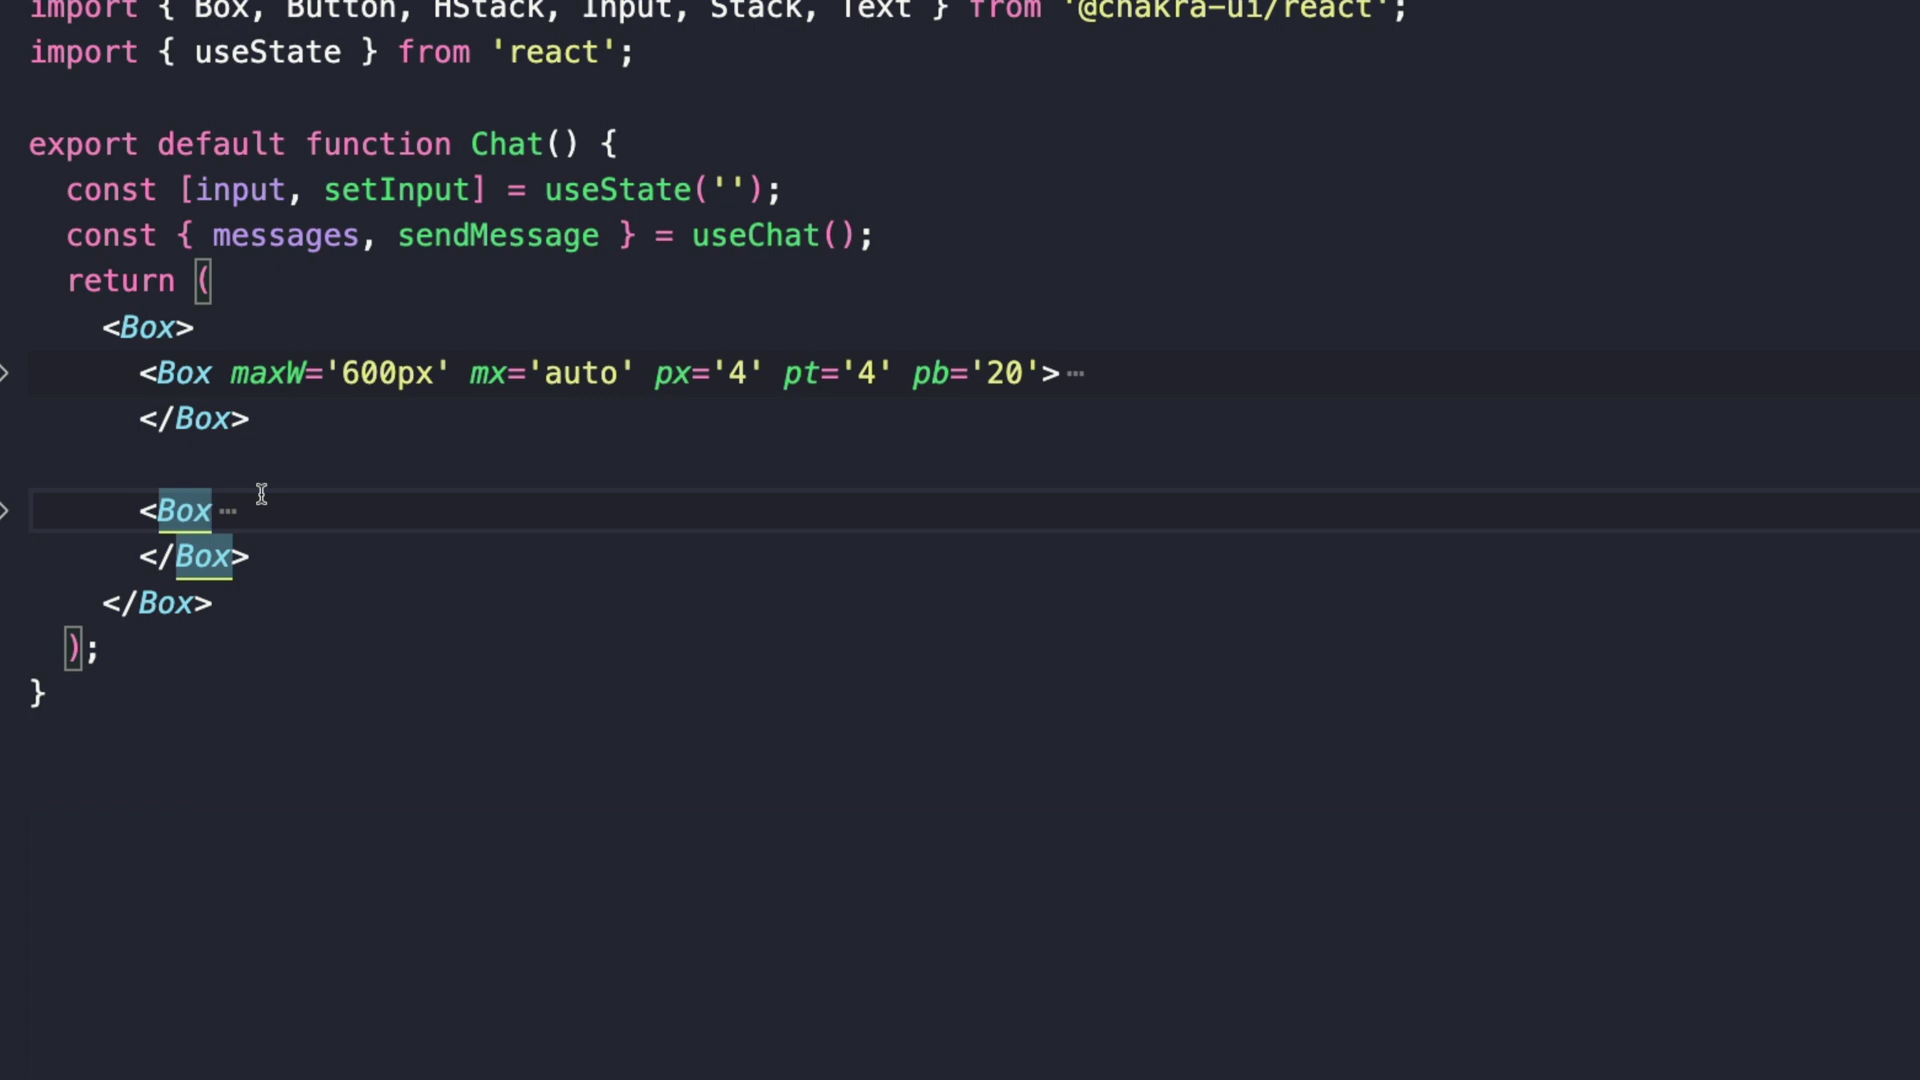 import { Box, Button, HStack, Input, Stack, Text } from '@chakra-ui/react';
import { useState } from 'react';
export default function Chat() {
const [input, setInput] = useState('');
const { messages, sendMessage } = useChat();
return (
<Box>
<Box maxW='600px' mx='auto' px='4' pt='4' pb='20'>⋯
</Box>
<Box ⋯
</Box>
</Box>
);
}